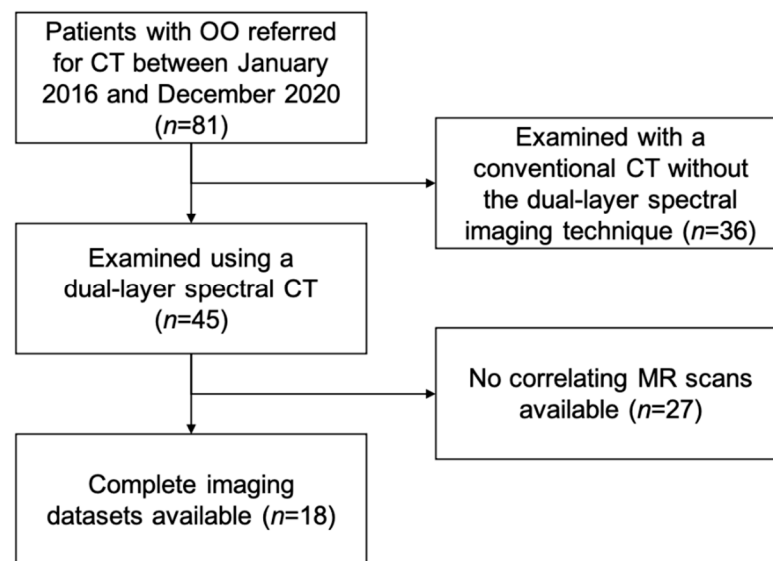 Patients with OO referred
for CT between January
2016 and December 2020
(n=81)
Examined with a
conventional CT without
the dual-layer spectral
imaging technique (n=36)
Examined using a
dual-layer spectral CT
(n=45)
No correlating MR scans
available (n=27)
Complete imaging
datasets available (n=18)